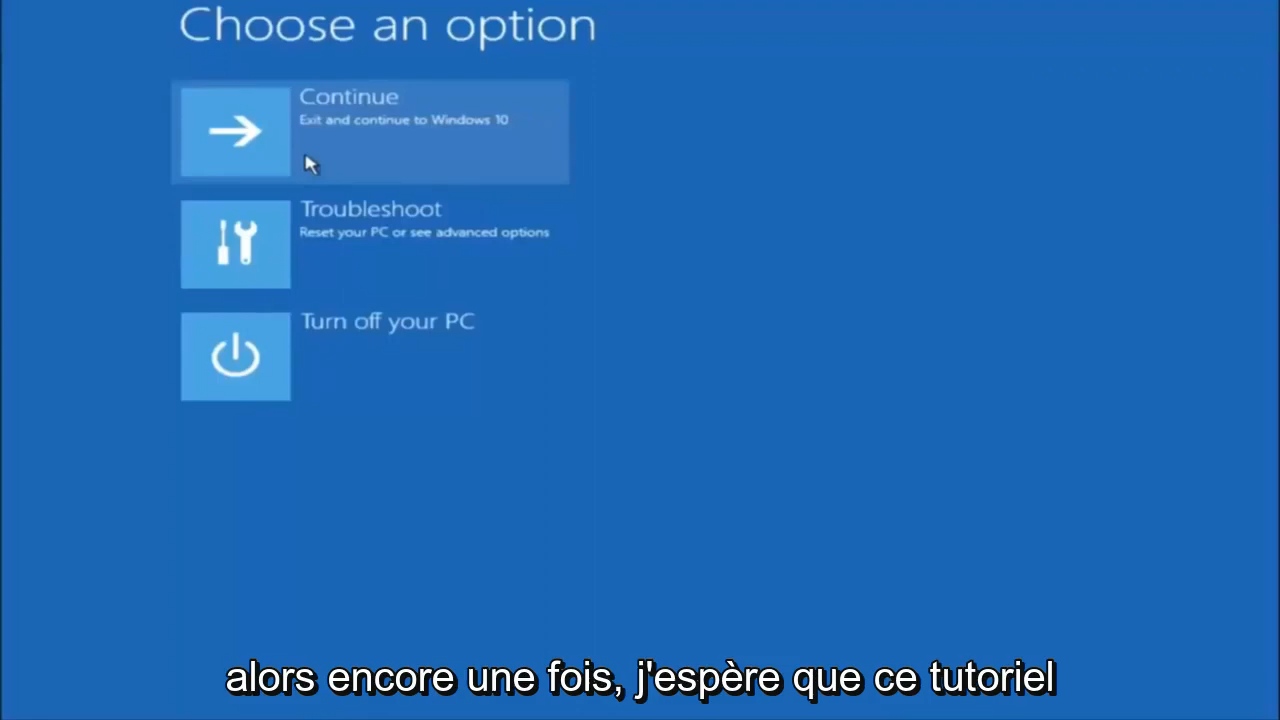 Choose an option
Continue
Exit and continue to Windows 10
Troubleshoot
Reset your PC or see advanced options
Turn off your PC
alors encore une fois, j'espère que ce tutoriel